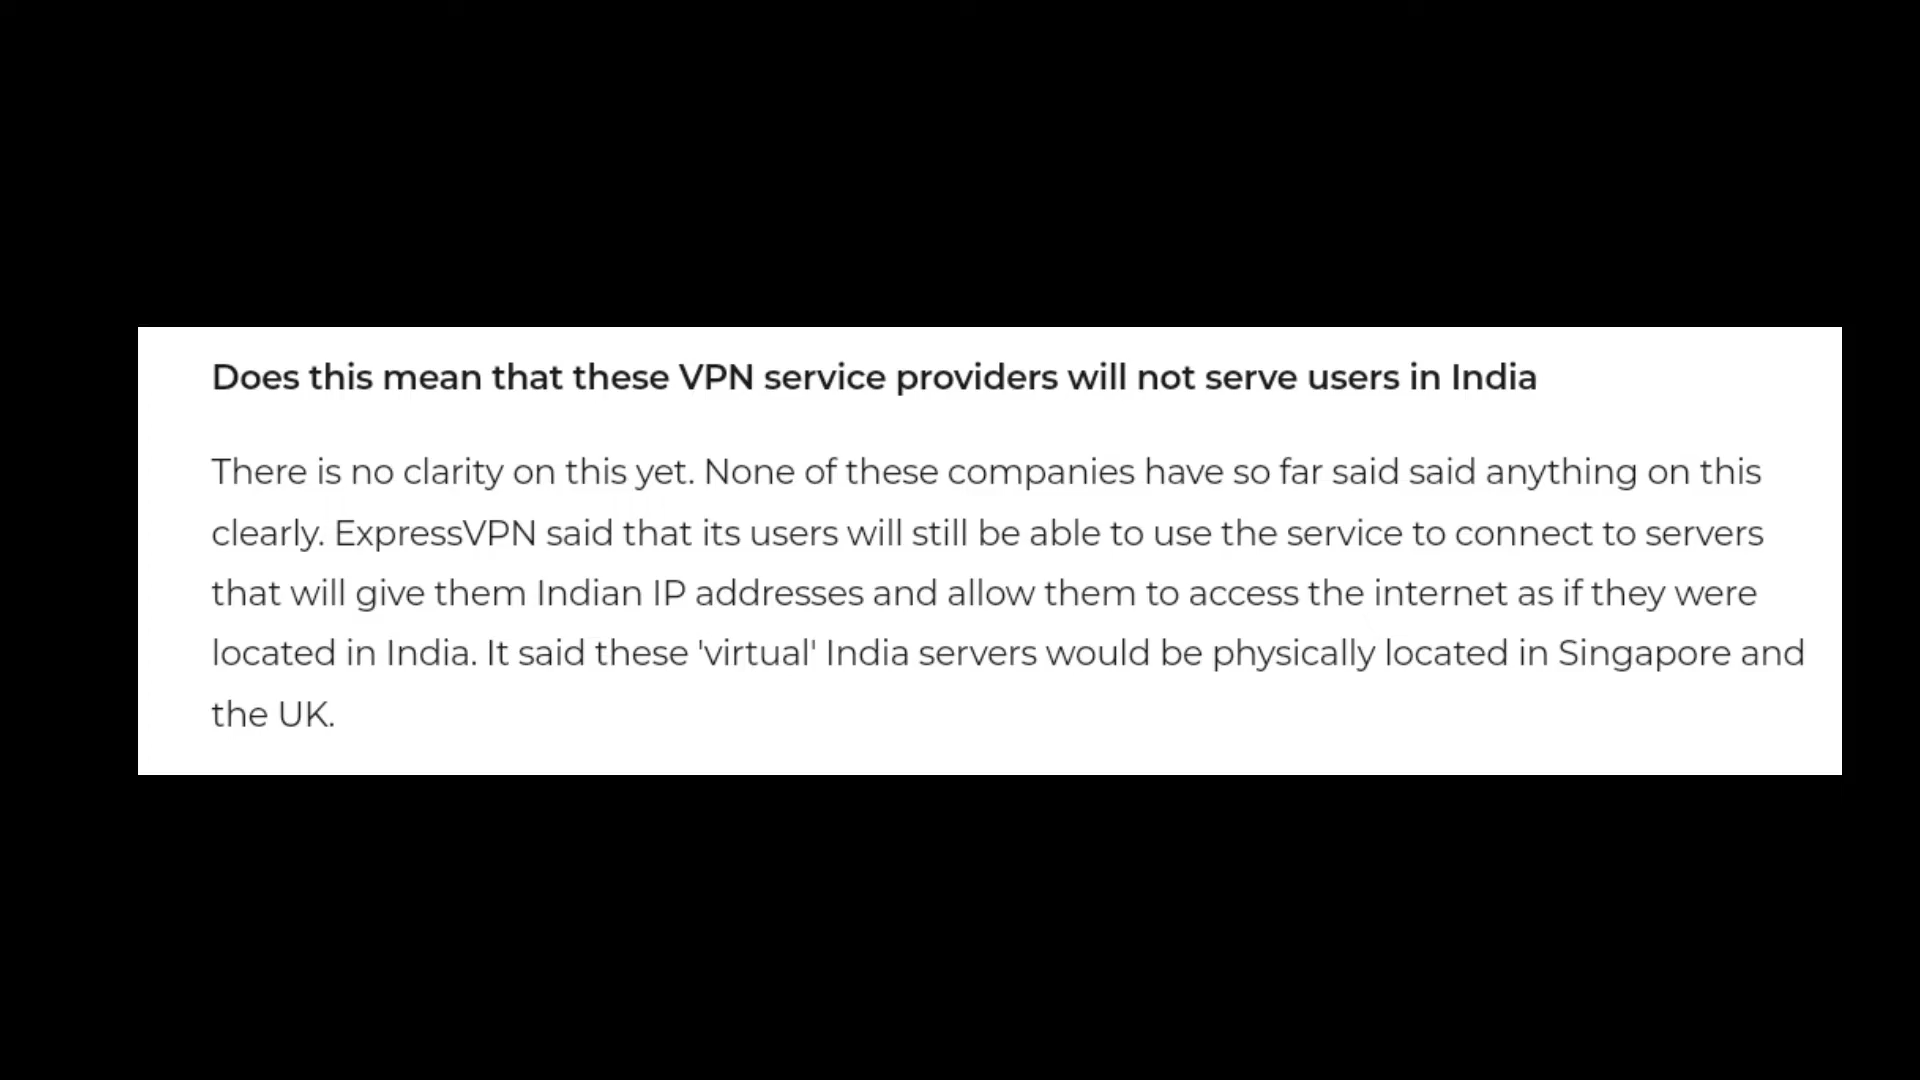 Does this mean that these VPN service providers will not serve users in India
There is no clarity on this yet. None of these companies have so far said said anything on this
clearly. ExpressVPN said that its users will still be able to use the service to connect to servers
that will give them Indian IP addresses and allow them to access the internet as if they were
located in India. It said these 'virtual' India servers would be physically located in Singapore and
the UK.